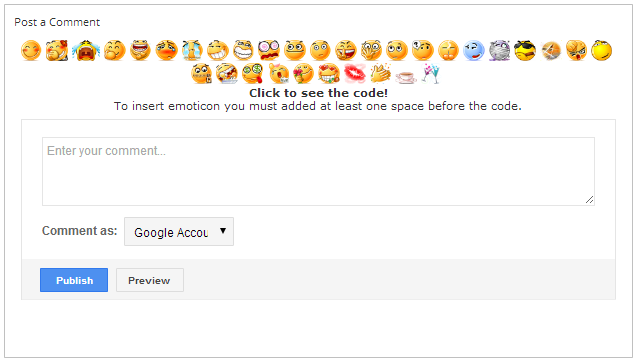 Post a Comment
Click to see the code!
To insert emoticon you must added at least one space before the code.
Enter your comment...
Comment as: Google Accou
Publish Preview